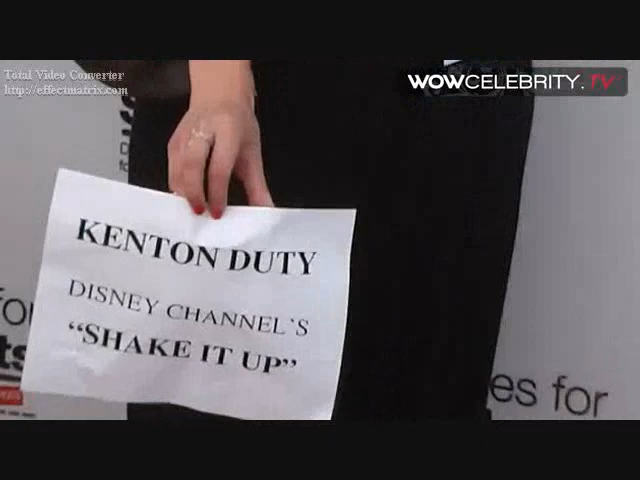 Total Video Converter
http://effectmatrix.com
WOWCELEBRITY.TV
KENTON DUTY
DISNEY CHANNEL`S
“SHAKE IT UP”
es for